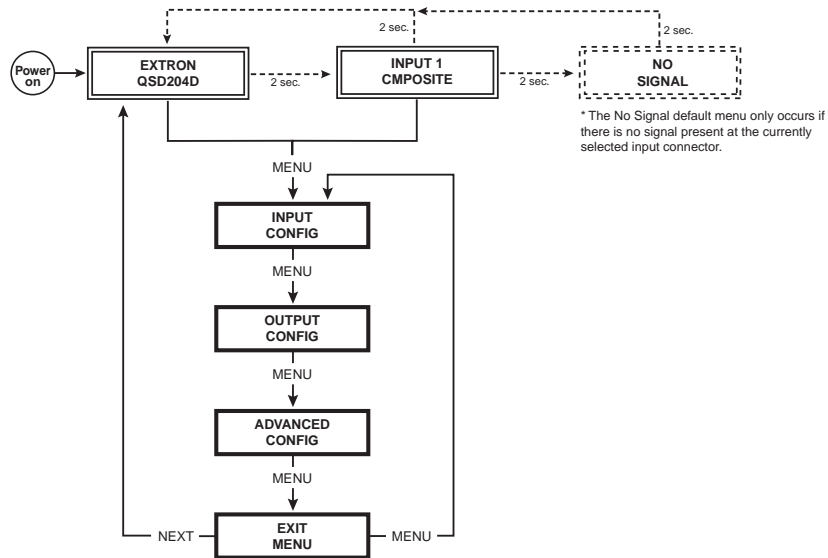 2 sec.
2 sec.
Power
on
EXTRON
QSD204D
2 sec.
INPUT 1
CMPOSITE
2 sec.
NO
SIGNAL
* The No Signal default menu only occurs if
there is no signal present at the currently
selected input connector.
MENU
INPUT
CONFIG
MENU
OUTPUT
CONFIG
MENU
ADVANCED
CONFIG
MENU
NEXT
EXIT
MENU
MENU